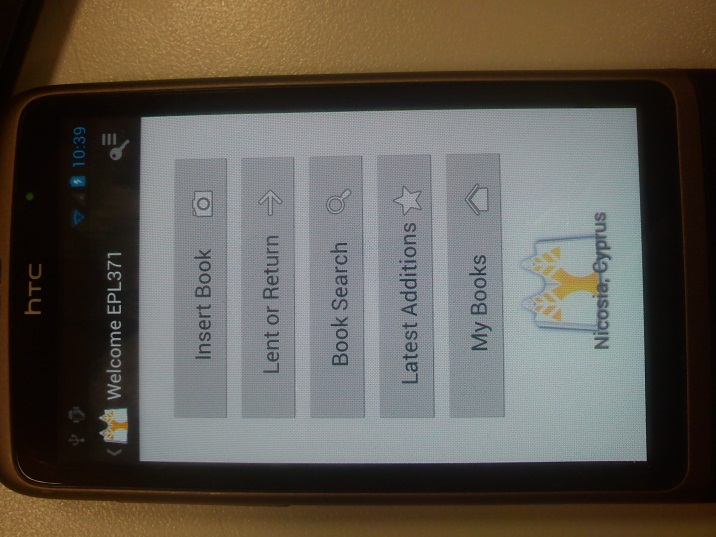 hTC
10:39
Welcome EPL371
Insert Book
Lent or Return
Book Search
Latest Additions
My Books
Nicosia, Cyprus